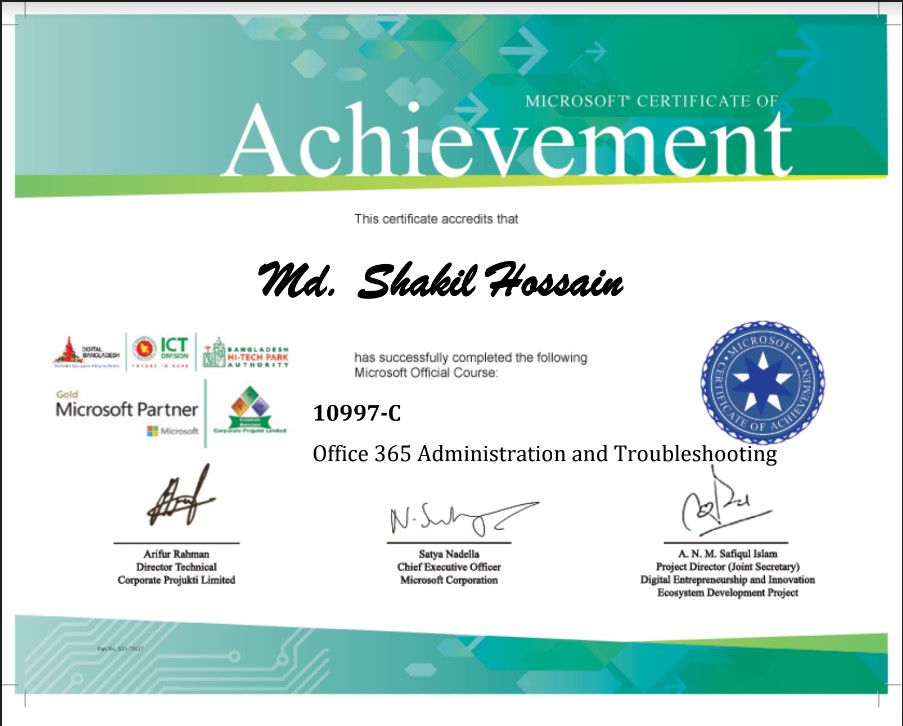 MICROSOFT® CERTIFICATE OF
Achievement
This certificate accredits that
Md. Shakil Hossain
DIGITAL
BANGLADESH
ICT
DIVISION
FUTURE IS HERE
BANGLADESH
HI-TECH PARK
AUTHORITY
has successfully completed the following
Microsoft Official Course:
Gold
Microsoft Partner
Microsoft
Corporate Projukti Limited
MICROSOFT
CERTIFICATE OF ACHIEVEMENT
10997-C
Office 365 Administration and Troubleshooting
Arifur Rahman
Director Technical
Corporate Projukti Limited
Satya Nadella
Chief Executive Officer
Microsoft Corporation
A. N. M. Safiqul Islam
Project Director (Joint Secretary)
Digital Entrepreneurship and Innovation
Ecosystem Development Project